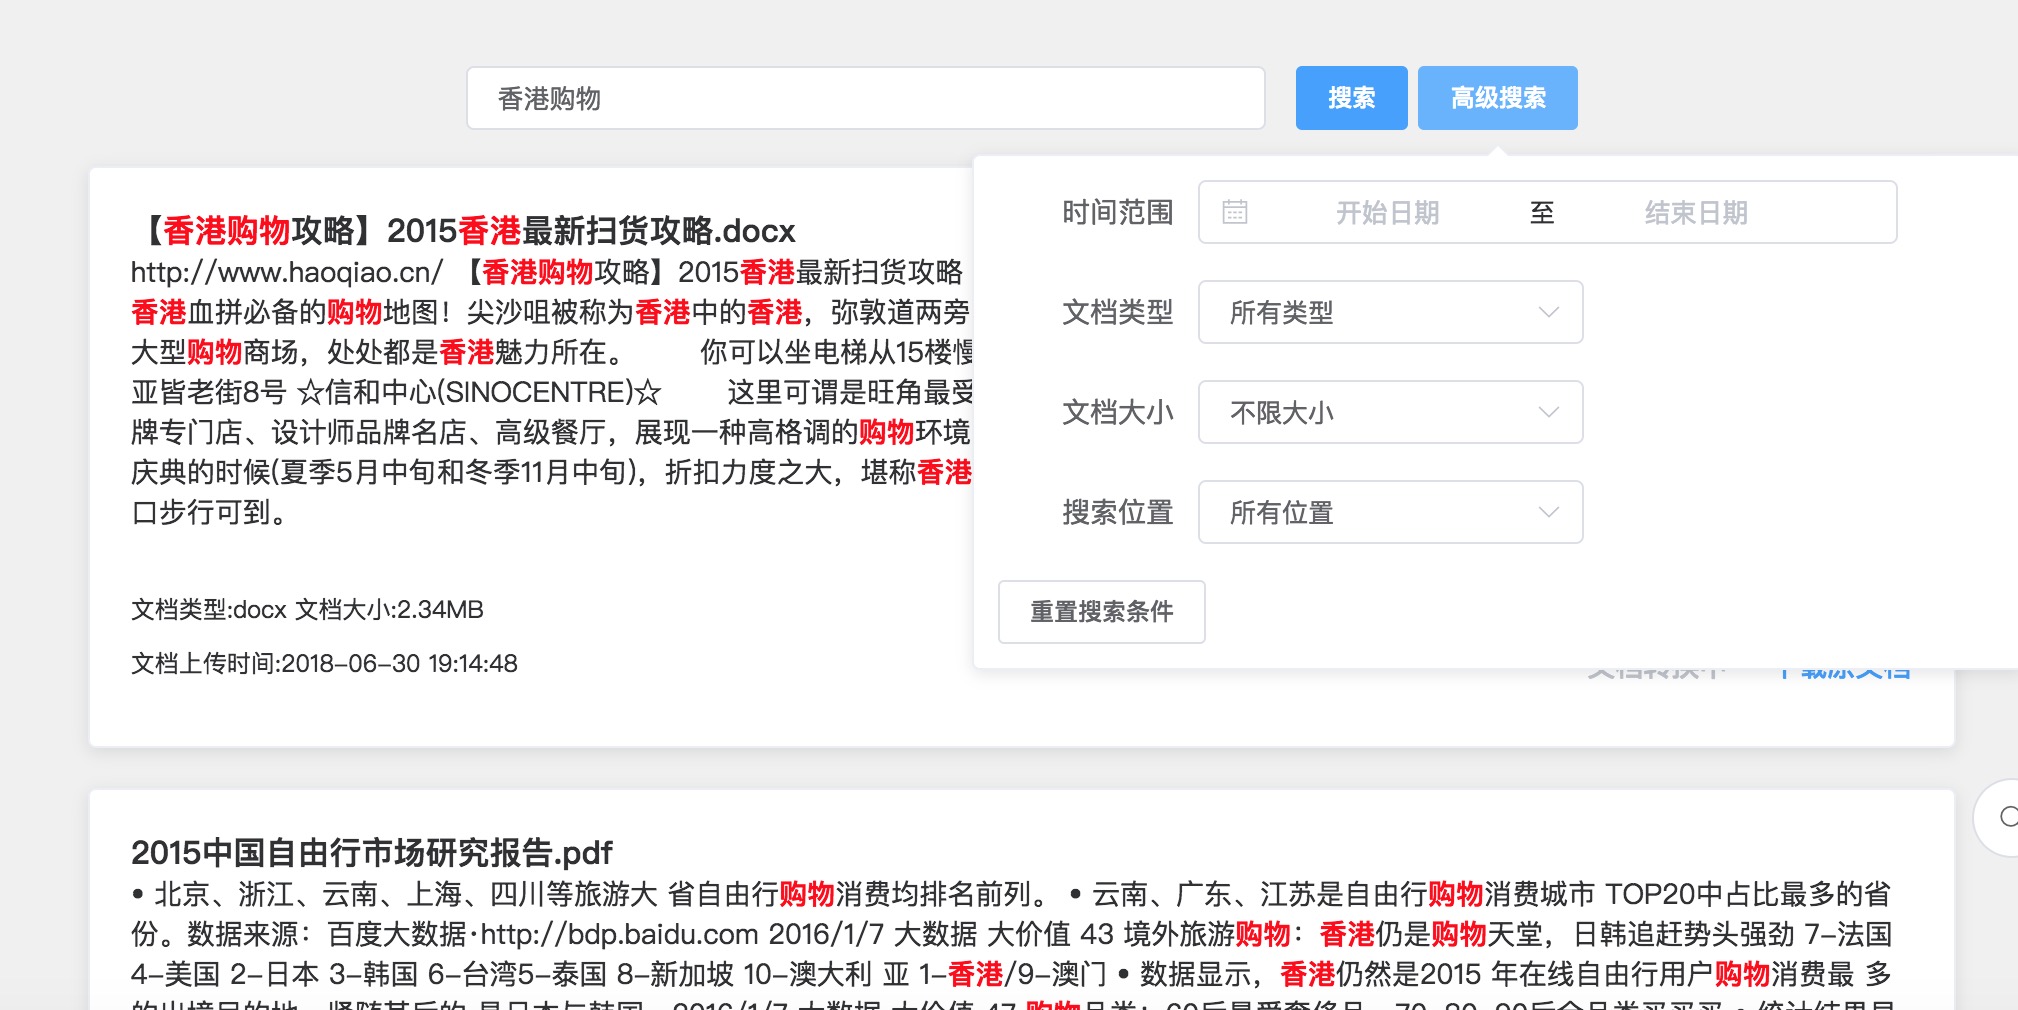 香港购物
搜索
高级搜索
【香港购物攻略】2015香港最新扫货攻略.docx
http://www.haoqiao.cn/ 【香港购物攻略】2015香港最新扫货攻略
香港血拼必备的购物地图！尖沙咀被称为香港中的香港，弥敦道两旁
大型购物商场，处处都是香港魅力所在。 你可以坐电梯从15楼慢
亚皆老街8号 ☆信和中心(SINOCENTRE)☆ 这里可谓是旺角最受
牌专门店、设计师品牌名店、高级餐厅，展现一种高格调的购物环境
庆典的时候(夏季5月中旬和冬季11月中旬)，折扣力度之大，堪称香港
口步行可到。
文档类型:docx 文档大小:2.34MB
文档上传时间:2018-06-30 19:14:48
时间范围
开始日期 至 结束日期
文档类型
所有类型
文档大小
不限大小
搜索位置
所有位置
重置搜索条件
文档转换中 下载原文档
2015中国自由行市场研究报告.pdf
• 北京、浙江、云南、上海、四川等旅游大 省自由行购物消费均排名前列。 • 云南、广东、江苏是自由行购物消费城市 TOP20中占比最多的省
份。数据来源：百度大数据·http://bdp.baidu.com 2016/1/7 大数据 大价值 43 境外旅游购物：香港仍是购物天堂，日韩追赶势头强劲 7-法国
4-美国 2-日本 3-韩国 6-台湾5-泰国 8-新加坡 10-澳大利 亚 1-香港/9-澳门 • 数据显示，香港仍然是2015 年在线自由行用户购物消费最 多